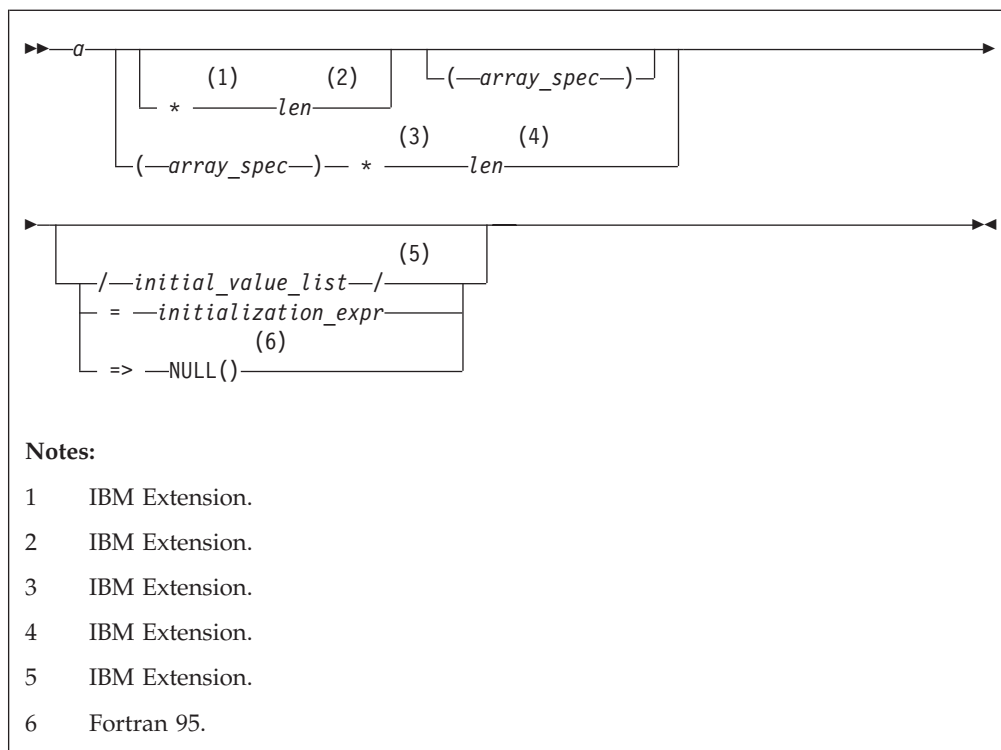 a
(1) (2) ( array_spec )
* len
(3) (4)
( array_spec ) * len
(5)
/ initial_value_list /
= initialization_expr
(6)
=> NULL()
Notes:
1 IBM Extension.
2 IBM Extension.
3 IBM Extension.
4 IBM Extension.
5 IBM Extension.
6 Fortran 95.